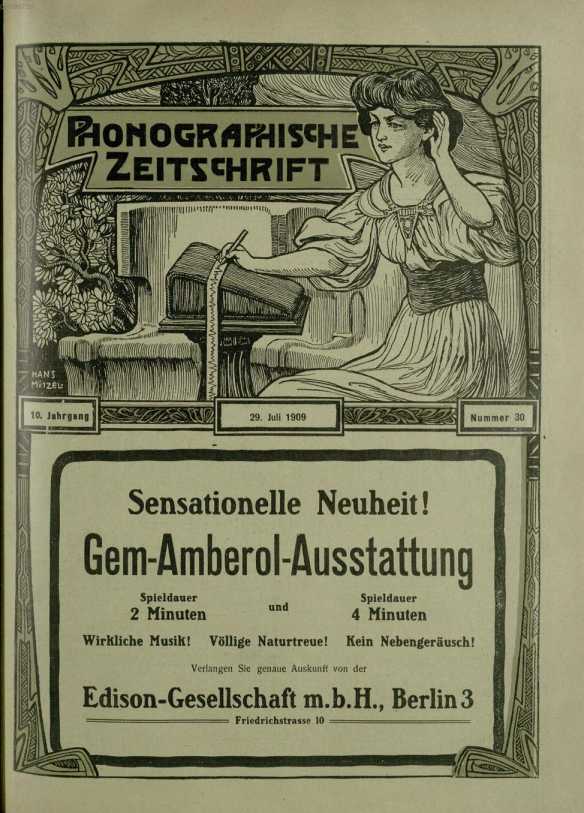 PHONOGRAPHISCHE
ZEITSCHRIFT
HANS
MÜTZEL
10. Jahrgang
29. Juli 1909
Nummer 30
Sensationelle Neuheit!
Gem-Amberol-Ausstattung
Spieldauer
2 Minuten
und
Spieldauer
4 Minuten
Wirkliche Musik! Völlige Naturtreue! Kein Nebengeräusch!
Verlangen Sie genaue Auskunft von der
Edison-Gesellschaft m.b.H., Berlin 3
Friedrichstrasse 10